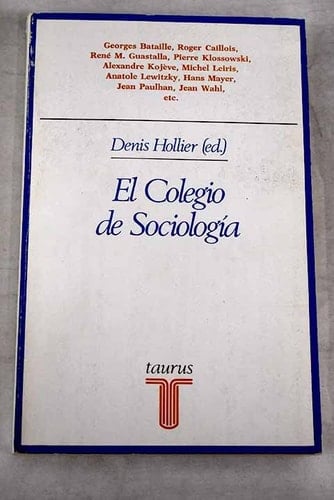 Georges Bataille, Roger Caillois,
René M. Guastalla, Pierre Klossowski,
Alexandre Kojève, Michel Leiris,
Anatole Lewitzky, Hans Mayer,
Jean Paulhan, Jean Wahl,
etc.
Denis Hollier (ed.)
El Colegio
de Sociología
taurus